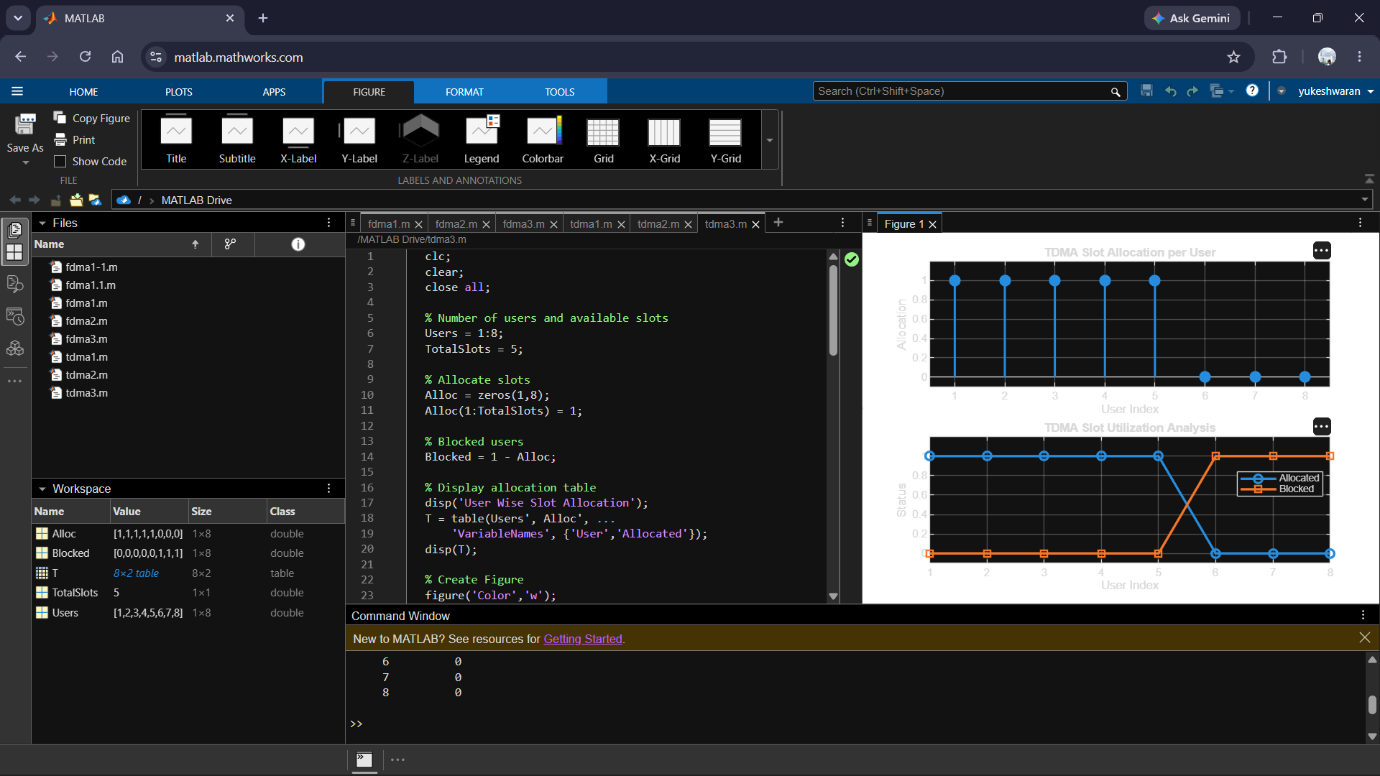 MATLAB
Ask Gemini
matlab.mathworks.com
HOME
PLOTS
APPS
FIGURE
FORMAT
TOOLS
Search (Ctrl+Shift+Space)
yukeshwaran
Save As
Copy Figure
Print
Show Code
FILE
Title
Subtitle
X-Label
Y-Label
Z-Label
Legend
Colorbar
Grid
X-Grid
Y-Grid
LABELS AND ANNOTATIONS
/ > MATLAB Drive
Files
Name
fdma1-1.m
fdma1.1.m
fdma1.m
fdma2.m
fdma3.m
tdma1.m
tdma2.m
tdma3.m
Workspace
Name Value Size Class
Alloc [1,1,1,1,1,0,0,0] 1×8 double
Blocked [0,0,0,0,0,1,1,1] 1×8 double
T 8×2 table 8×2 table
TotalSlots 5 1×1 double
Users [1,2,3,4,5,6,7,8] 1×8 double
fdma1.m fdma2.m fdma3.m tdma1.m tdma2.m tdma3.m
/MATLAB Drive/tdma3.m
1 clc;
2 clear;
3 close all;
4
5 % Number of users and available slots
6 Users = 1:8;
7 TotalSlots = 5;
8
9 % Allocate slots
10 Alloc = zeros(1,8);
11 Alloc(1:TotalSlots) = 1;
12
13 % Blocked users
14 Blocked = 1 - Alloc;
15
16 % Display allocation table
17 disp('User Wise Slot Allocation');
18 T = table(Users', Alloc', ...
19 'VariableNames', {'User','Allocated'});
20 disp(T);
21
22 % Create Figure
23 figure('Color','w');
Figure 1
TDMA Slot Allocation per User
Allocation
1
0.8
0.6
0.4
0.2
0
1 2 3 4 5 6 7 8
User Index
TDMA Slot Utilization Analysis
Status
0.8
0.6
0.4
0.2
0
Allocated
Blocked
1 2 3 4 5 6 7 8
User Index
Command Window
New to MATLAB? See resources for Getting Started.
6 0
7 0
8 0
>>